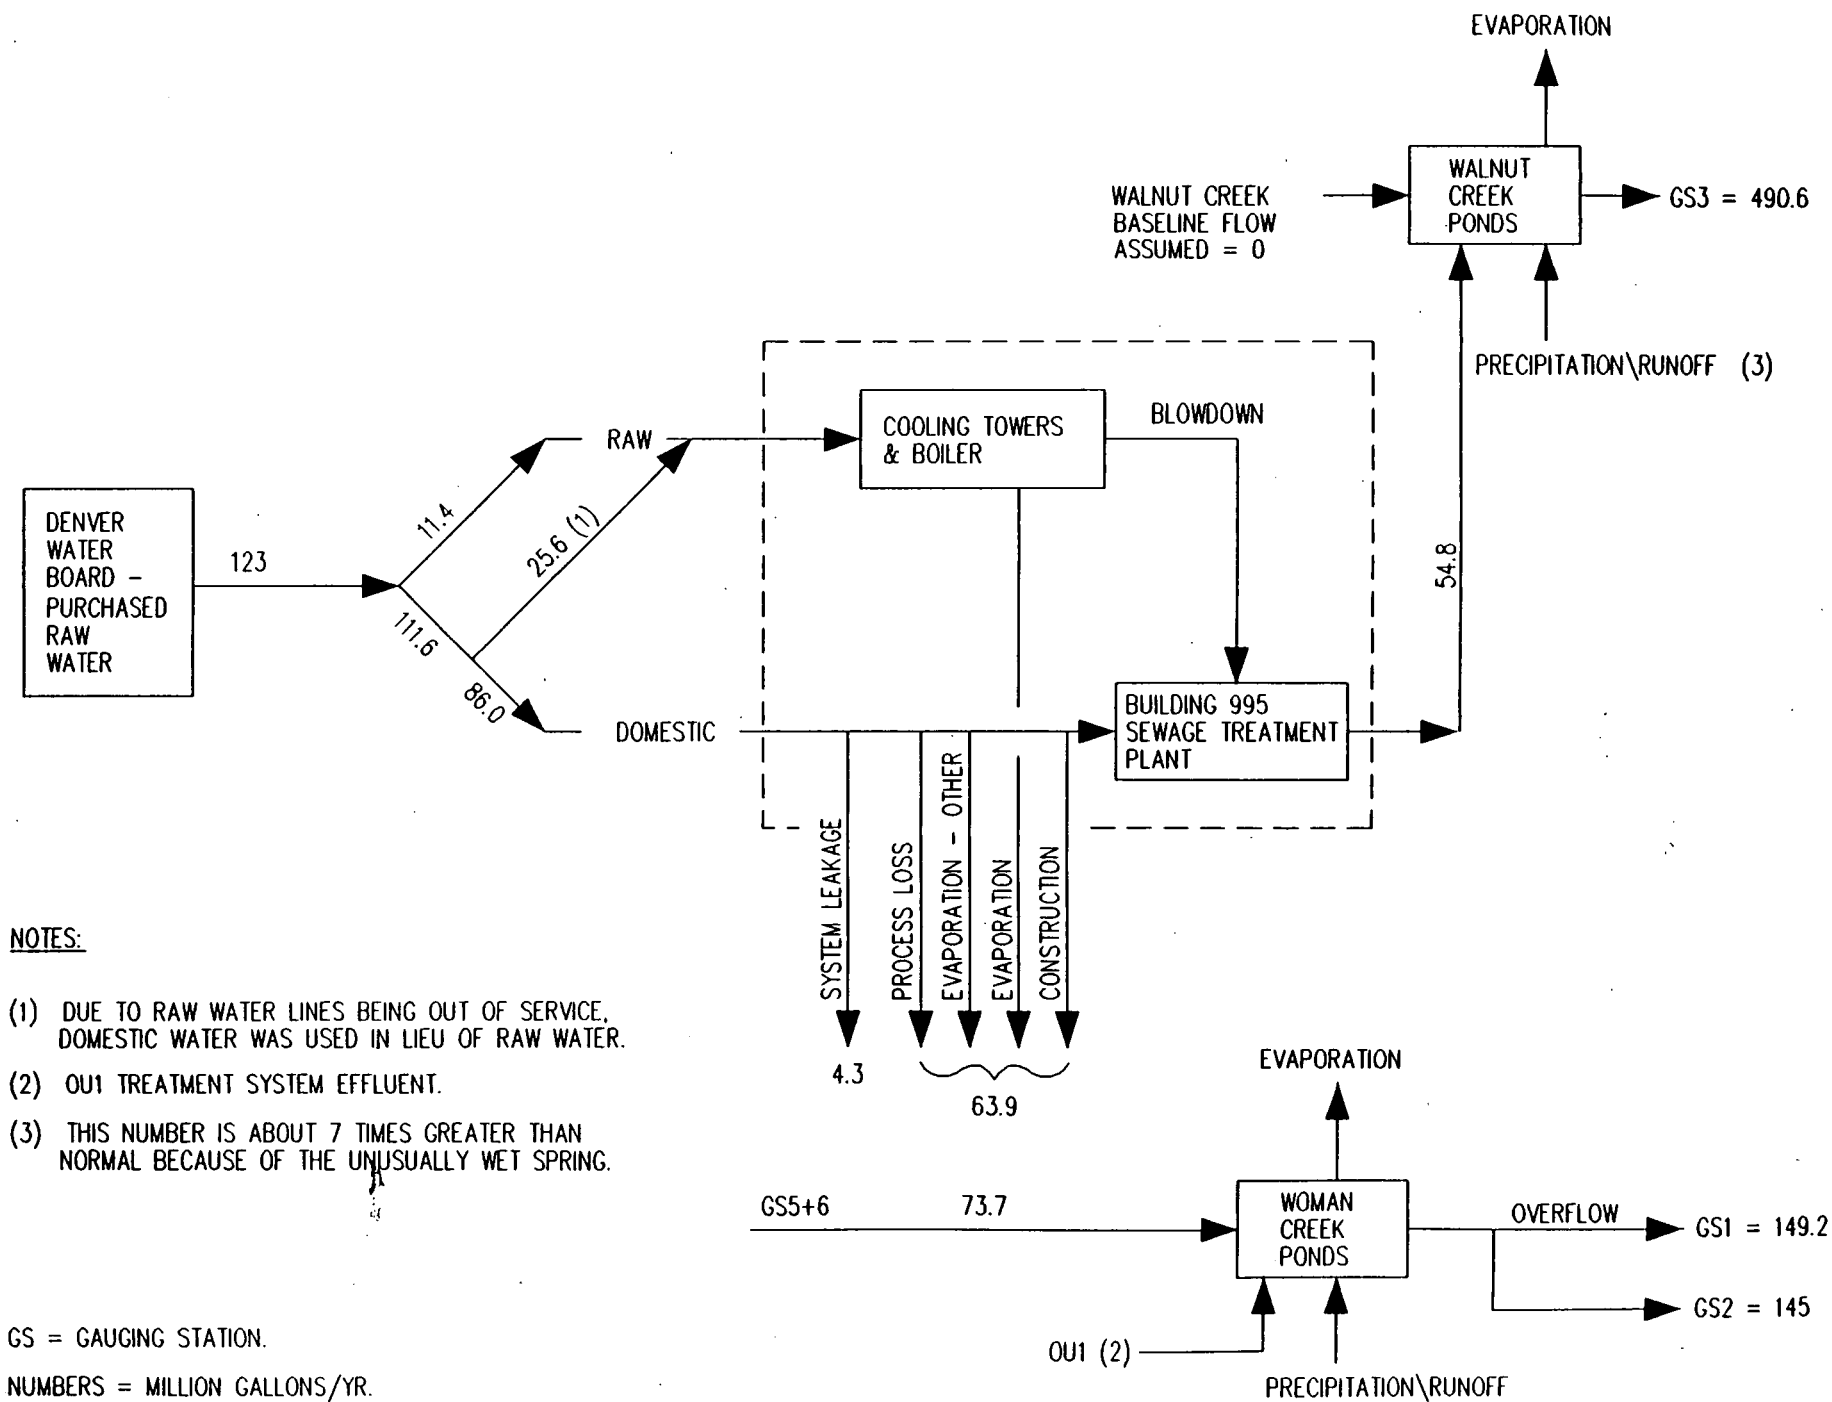 EVAPORATION
WALNUT
CREEK
PONDS
WALNUT CREEK
BASELINE FLOW
ASSUMED = 0
GS3 = 490.6
PRECIPITATION\RUNOFF (3)
54.8
COOLING TOWERS
& BOILER
BLOWDOWN
RAW
11.4
25.6 (1)
DENVER
WATER
BOARD -
PURCHASED
RAW
WATER
123
111.6
86.0
DOMESTIC
BUILDING 995
SEWAGE TREATMENT
PLANT
SYSTEM LEAKAGE
PROCESS LOSS
EVAPORATION - OTHER
EVAPORATION
CONSTRUCTION
4.3
63.9
NOTES:
(1) DUE TO RAW WATER LINES BEING OUT OF SERVICE,
DOMESTIC WATER WAS USED IN LIEU OF RAW WATER.
(2) OU1 TREATMENT SYSTEM EFFLUENT.
(3) THIS NUMBER IS ABOUT 7 TIMES GREATER THAN
NORMAL BECAUSE OF THE UNUSUALLY WET SPRING.
EVAPORATION
GS5+6 73.7
WOMAN
CREEK
PONDS
OVERFLOW
GS1 = 149.2
GS2 = 145
OU1 (2)
PRECIPITATION\RUNOFF
GS = GAUGING STATION.
NUMBERS = MILLION GALLONS/YR.